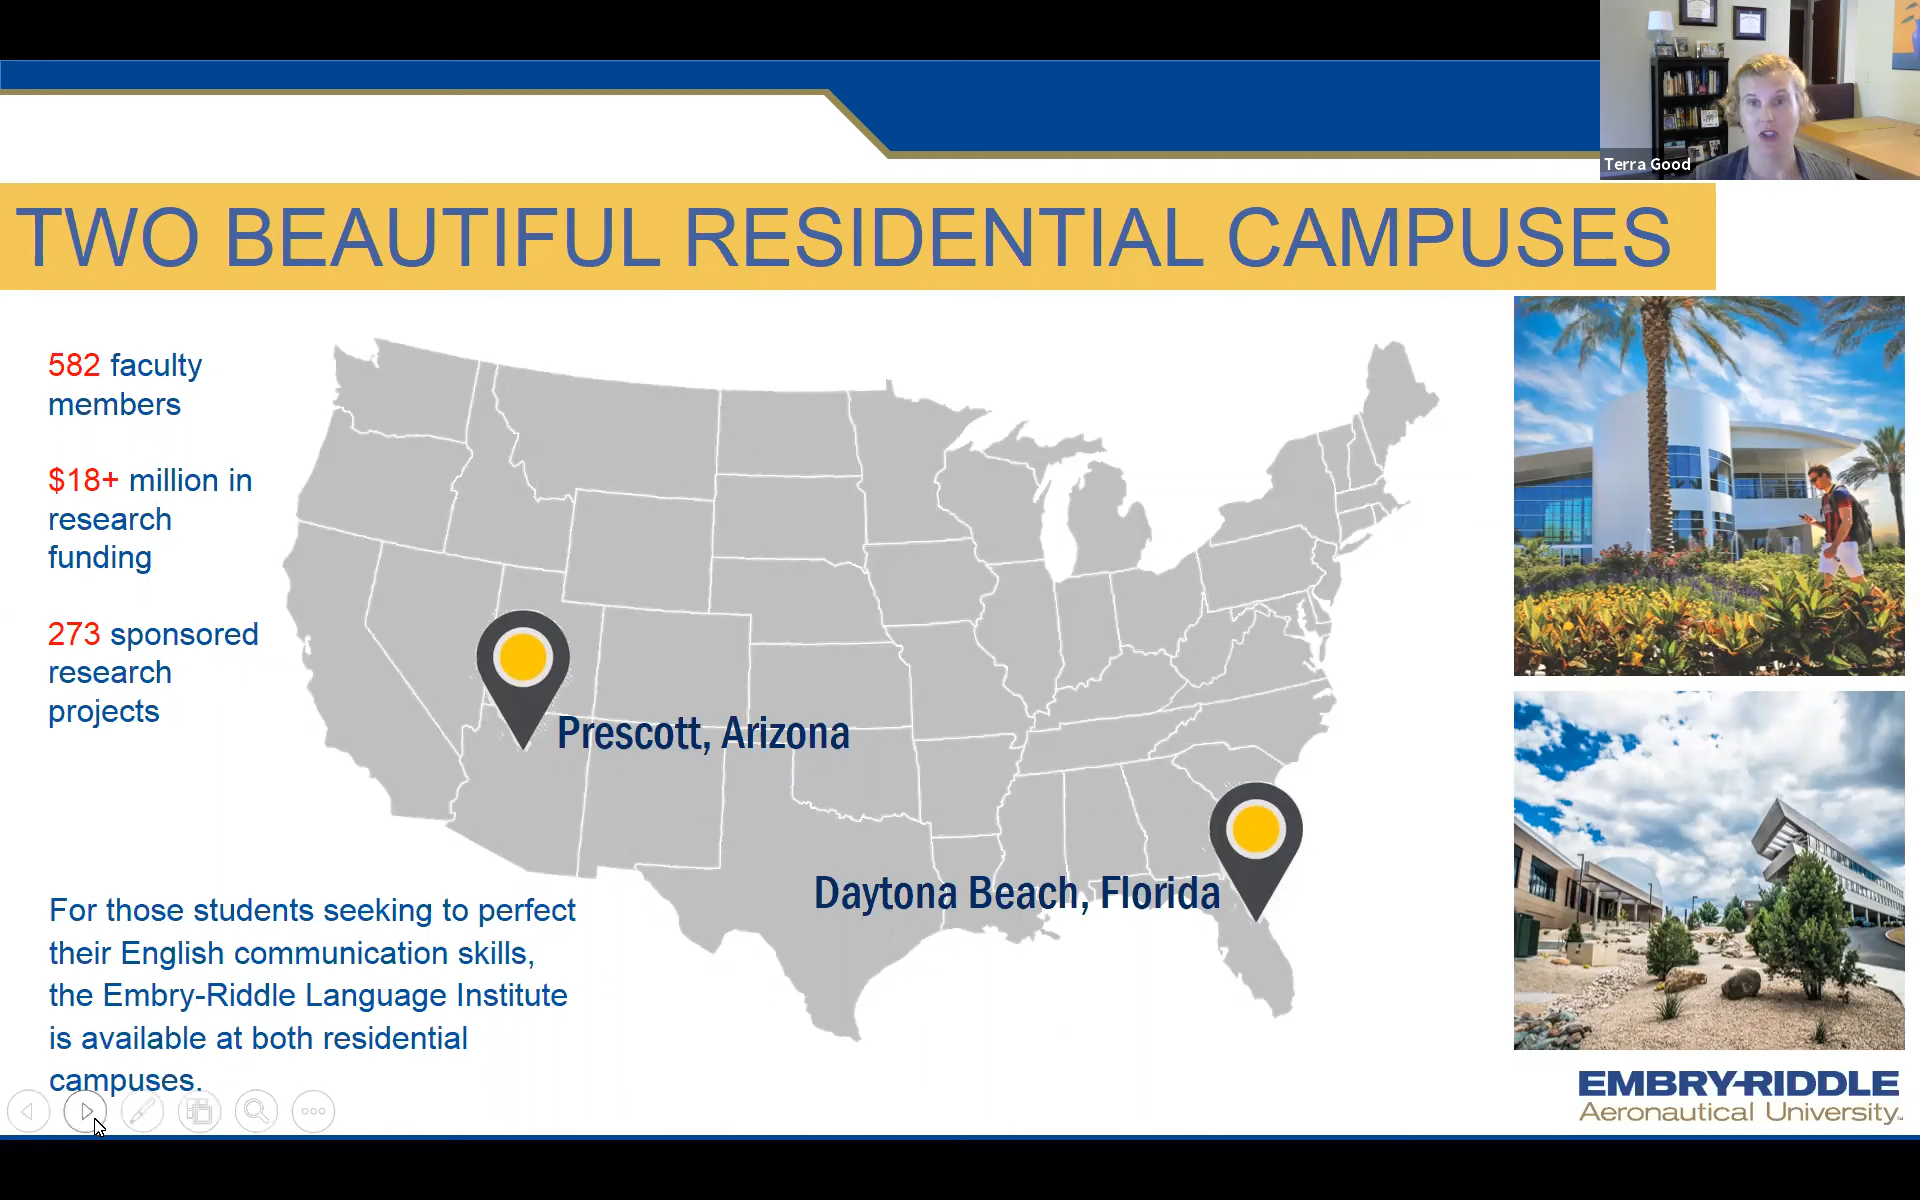 Terra Good
TWO BEAUTIFUL RESIDENTIAL CAMPUSES
582 faculty
members
$18+ million in
research
funding
273 sponsored
research
projects
Prescott, Arizona
Daytona Beach, Florida
For those students seeking to perfect
their English communication skills,
the Embry-Riddle Language Institute
is available at both residential
campuses.
EMBRY-RIDDLE
Aeronautical University